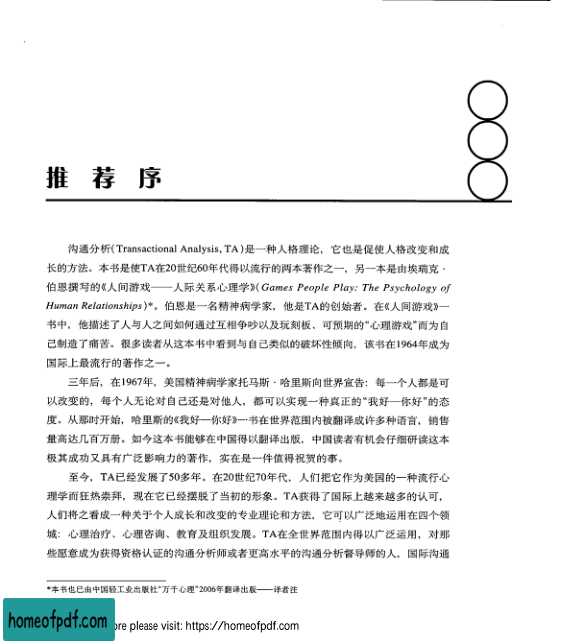 推荐序
沟通分析(Transactional Analysis, TA)是一种人格理论，它也是促使人格改变和成
长的方法。本书是使TA在20世纪60年代得以流行的两本著作之一，另一本是由埃瑞克·
伯恩撰写的《人间游戏——人际关系心理学》(Games People Play: The Psychology of
Human Relationships)*。伯恩是一名精神病学家，他是TA的创始者。在《人间游戏》一
书中，他描述了人与人之间如何通过互相争吵以及玩刻板、可预期的“心理游戏”而为自
己制造了痛苦。很多读者从这本书中看到与自己类似的破坏性倾向，该书在1964年成为
国际上最流行的著作之一。
三年后，在1967年，美国精神病学家托马斯·哈里斯向世界宣告：每一个人都是可
以改变的，每个人无论对自己还是对他人，都可以实现一种真正的“我好—你好”的态
度。从那时开始，哈里斯的《我好—你好》一书在世界范围内被翻译成许多种语言，销售
量高达几百万册。如今这本书能够在中国得以翻译出版，中国读者有机会仔细研读这本
极其成功又具有广泛影响力的著作，实在是一件值得祝贺的事。
至今，TA已经发展了50多年。在20世纪70年代，人们把它作为美国的一种流行心
理学而狂热崇拜，现在它已经摆脱了当初的形象。TA获得了国际上越来越多的认可，
人们将之看成一种关于个人成长和改变的专业理论和方法，它可以广泛地运用在四个领
域：心理治疗、心理咨询、教育及组织发展。TA在全世界范围内得以广泛运用，对那
些愿意成为获得资格认证的沟通分析师或者更高水平的沟通分析督导师的人，国际沟通
*本书也已由中国轻工业出版社“万千心理”2006年翻译出版——译者注
homeofpdf.com
ore please visit: https://homeofpdf.com